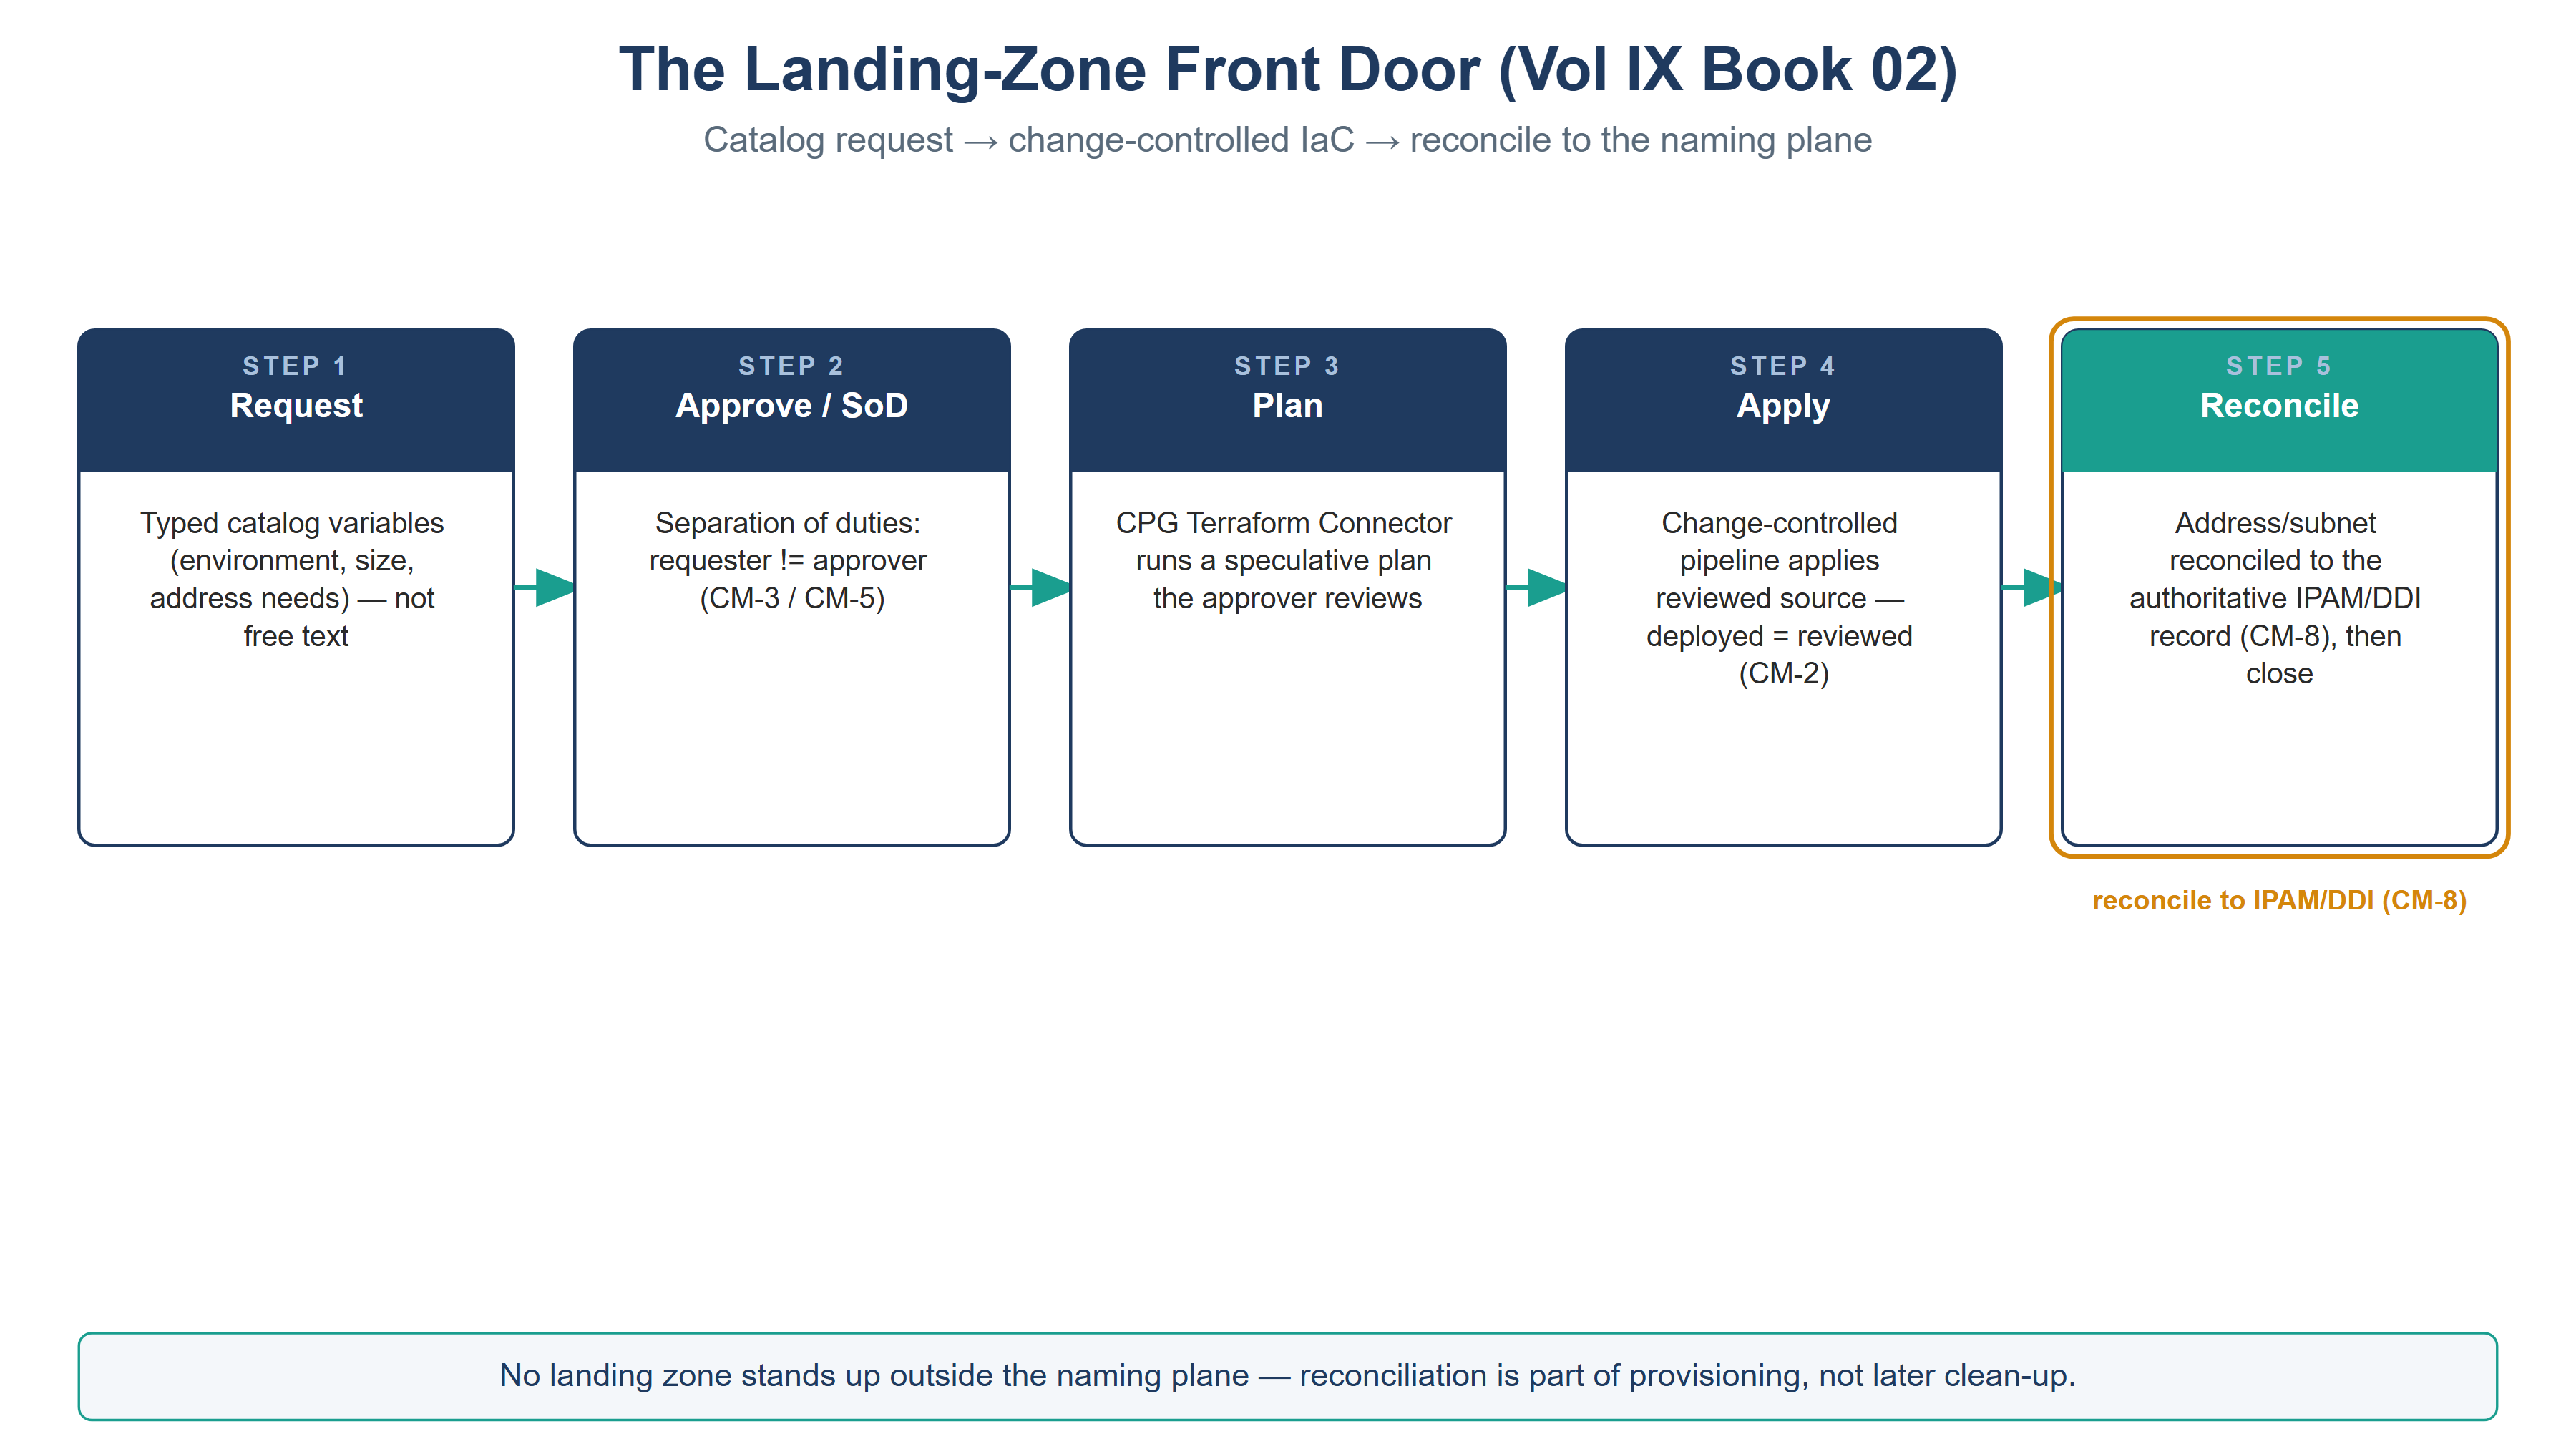 The Landing-Zone Front Door (Vol IX Book 02)
Catalog request → change-controlled IaC → reconcile to the naming plane
STEP 1
Request
Typed catalog variables
(environment, size,
address needs) — not
free text
STEP 2
Approve / SoD
Separation of duties:
requester != approver
(CM-3 / CM-5)
STEP 3
Plan
CPG Terraform Connector
runs a speculative plan
the approver reviews
STEP 4
Apply
Change-controlled
pipeline applies
reviewed source —
deployed = reviewed
(CM-2)
STEP 5
Reconcile
Address/subnet
reconciled to the
authoritative IPAM/DDI
record (CM-8), then
close
reconcile to IPAM/DDI (CM-8)
No landing zone stands up outside the naming plane — reconciliation is part of provisioning, not later clean-up.